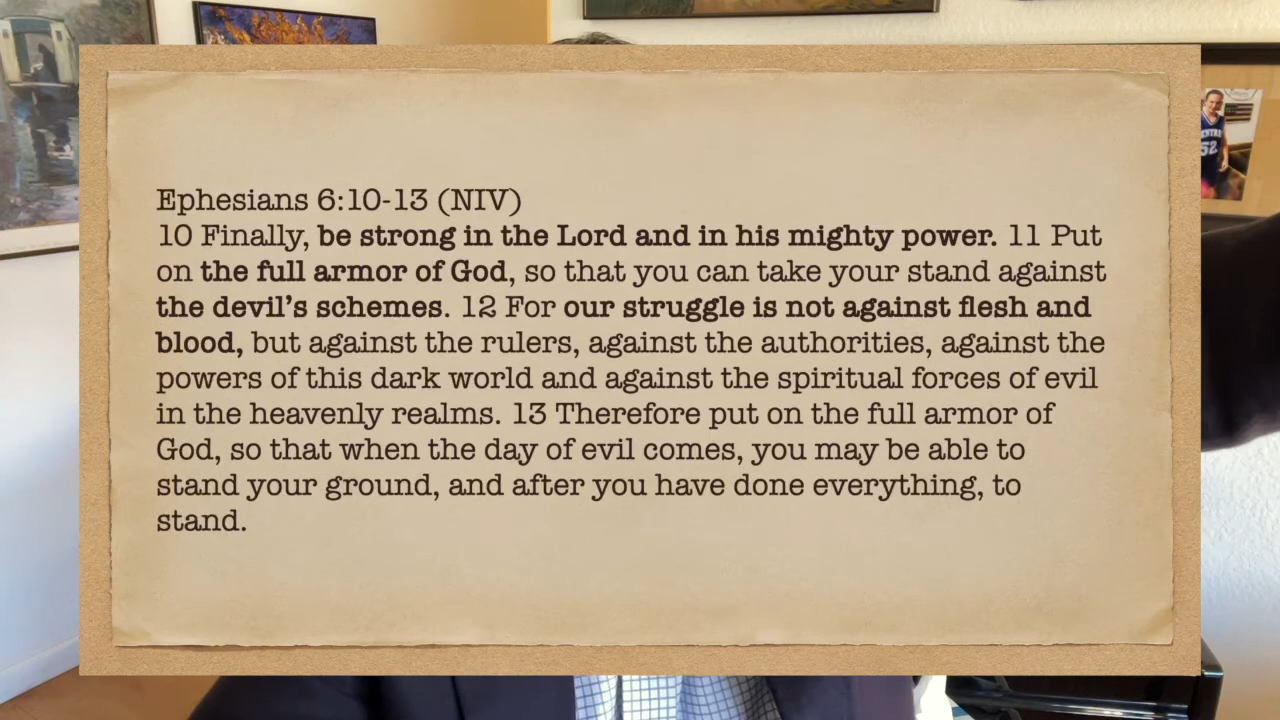 Ephesians 6:10-13 (NIV)
10 Finally, be strong in the Lord and in his mighty power. 11 Put
on the full armor of God, so that you can take your stand against
the devil’s schemes. 12 For our struggle is not against flesh and
blood, but against the rulers, against the authorities, against the
powers of this dark world and against the spiritual forces of evil
in the heavenly realms. 13 Therefore put on the full armor of
God, so that when the day of evil comes, you may be able to
stand your ground, and after you have done everything, to
stand.
52